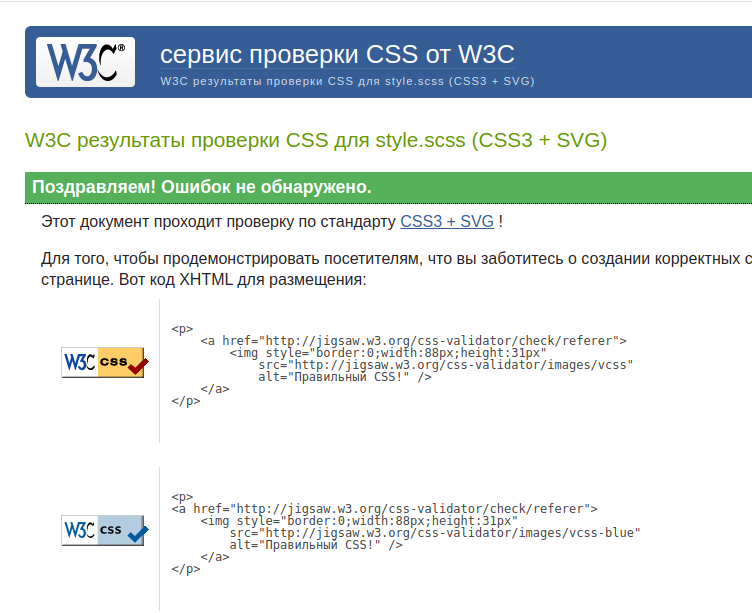 W3C®
сервис проверки CSS от W3C
W3C результаты проверки CSS для style.scss (CSS3 + SVG)
W3C результаты проверки CSS для style.scss (CSS3 + SVG)
Поздравляем! Ошибок не обнаружено.
Этот документ проходит проверку по стандарту CSS3 + SVG !
Для того, чтобы продемонстрировать посетителям, что вы заботитесь о создании корректных с
странице. Вот код XHTML для размещения:
W3C css
<p>
<a href="http://jigsaw.w3.org/css-validator/check/referer">
<img style="border:0;width:88px;height:31px"
src="http://jigsaw.w3.org/css-validator/images/vcss"
alt="Правильный CSS!" />
</a>
</p>
W3C css
<p>
<a href="http://jigsaw.w3.org/css-validator/check/referer">
<img style="border:0;width:88px;height:31px"
src="http://jigsaw.w3.org/css-validator/images/vcss-blue"
alt="Правильный CSS!" />
</a>
</p>